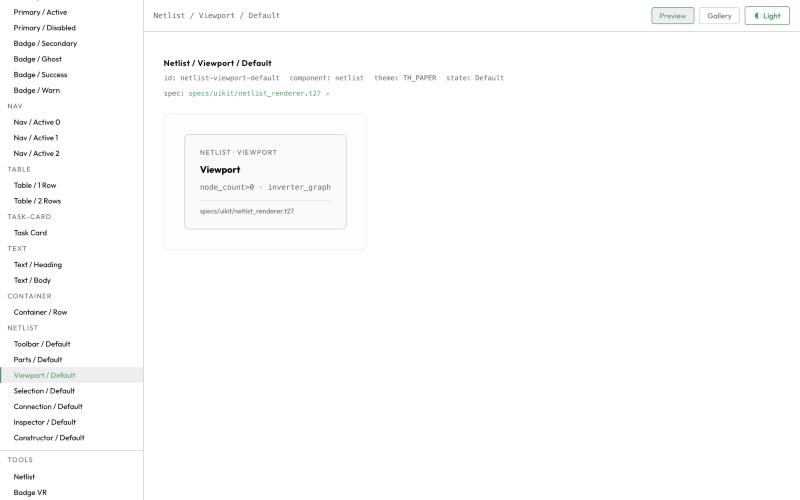 Primary / Active
Primary / Disabled
Badge / Secondary
Badge / Ghost
Badge / Success
Badge / Warn
NAV
Nav / Active 0
Nav / Active 1
Nav / Active 2
TABLE
Table / 1 Row
Table / 2 Rows
TASK-CARD
Task Card
TEXT
Text / Heading
Text / Body
CONTAINER
Container / Row
NETLIST
Toolbar / Default
Parts / Default
Viewport / Default
Selection / Default
Connection / Default
Inspector / Default
Constructor / Default
TOOLS
Netlist
Badge VR
Netlist / Viewport / Default
Preview
Gallery
Light
Netlist / Viewport / Default
id: netlist-viewport-default component: netlist theme: TH_PAPER state: Default
spec: specs/uikit/netlist_renderer.t27 ↗
NETLIST · VIEWPORT
Viewport
node_count>0 · inverter_graph
specs/uikit/netlist_renderer.t27